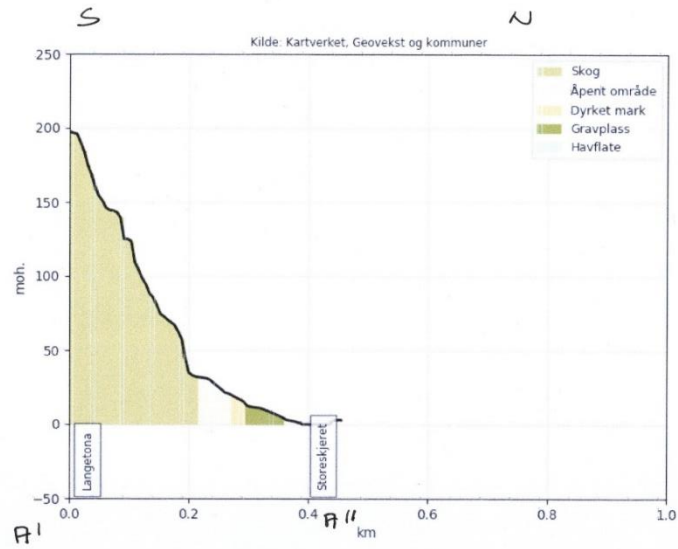 S N
Kilde: Kartverket, Geovekst og kommuner
250
200
150
100
50
0
−50
moh.
Skog
Åpent område
Dyrket mark
Gravplass
Havflate
Langetona
Storeskjeret
0.0 0.2 0.4 0.6 0.8 1.0
A' A" km